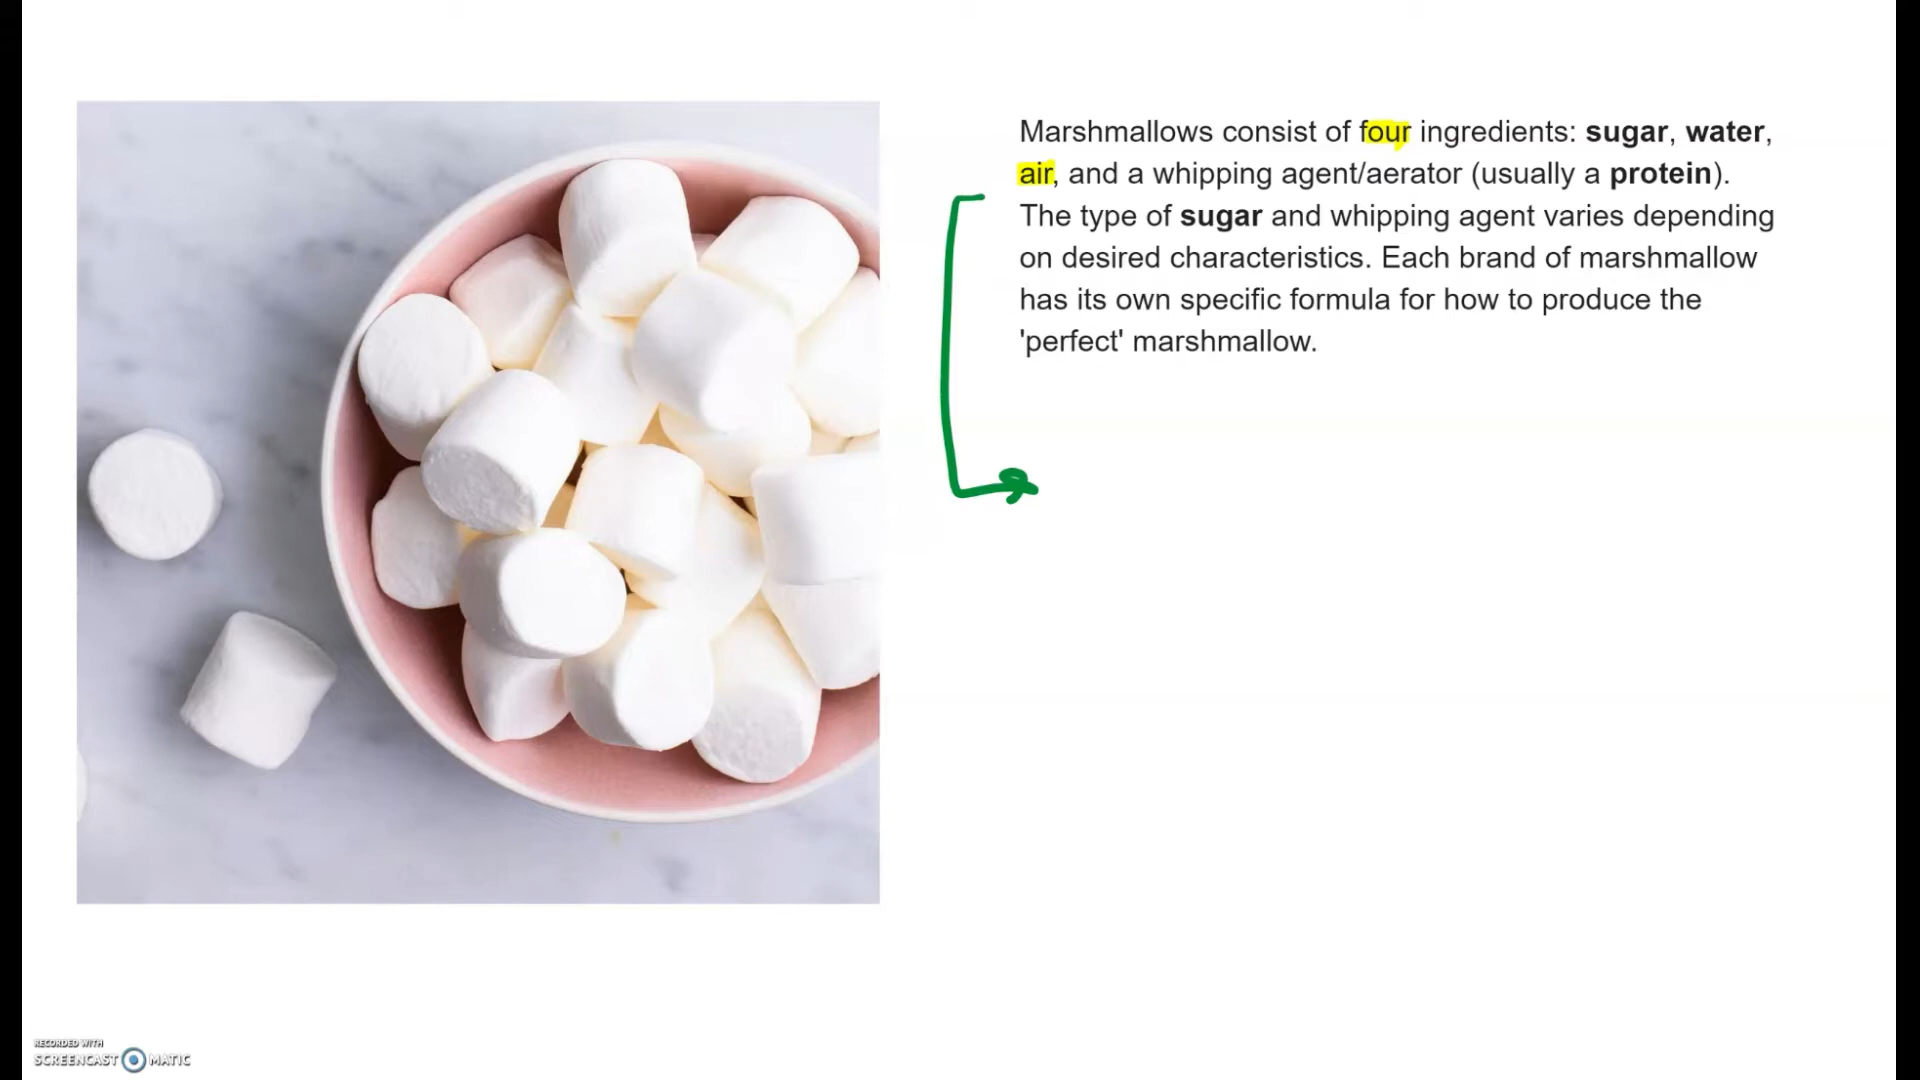 Marshmallows consist of four ingredients: sugar, water,
air, and a whipping agent/aerator (usually a protein).
The type of sugar and whipping agent varies depending
on desired characteristics. Each brand of marshmallow
has its own specific formula for how to produce the
'perfect' marshmallow.
RECORDED WITH
SCREENCAST MATIC